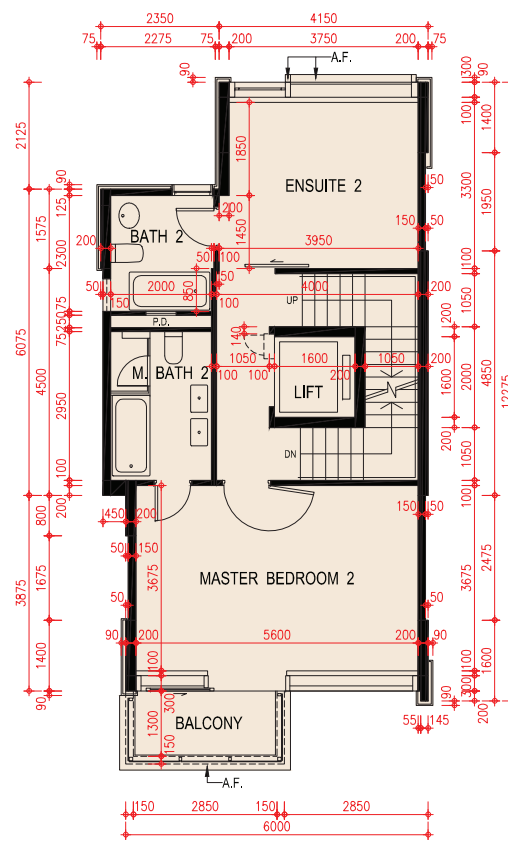 2350 4150
75 2275 75 200 3750 200 75
A.F.
90 300 90
100 1400
2125
1850
3300
ENSUITE 2
90 50
125 200
1575 BATH 2 1950
200 1450 150 50
2300 50 100 3950
50 100
150 2000 850 100 4000 200
UP
75 250 75 1050
P.D. 140 200
6075 1050 1600 1050 200
M. BATH 2 100 100 200
4500 LIFT 1600 2000 4850 12275
2950
200
DN 1050
100
200 100
800 450 200 150 50
50 150
3675
1675 3675 2475
3875 MASTER BEDROOM 2
50 50
90 200 5600 200 90
1400 100 100 1600
90 300 300
1300 BALCONY 200
150 55 145
A.F.
150 2850 150 2850
6000